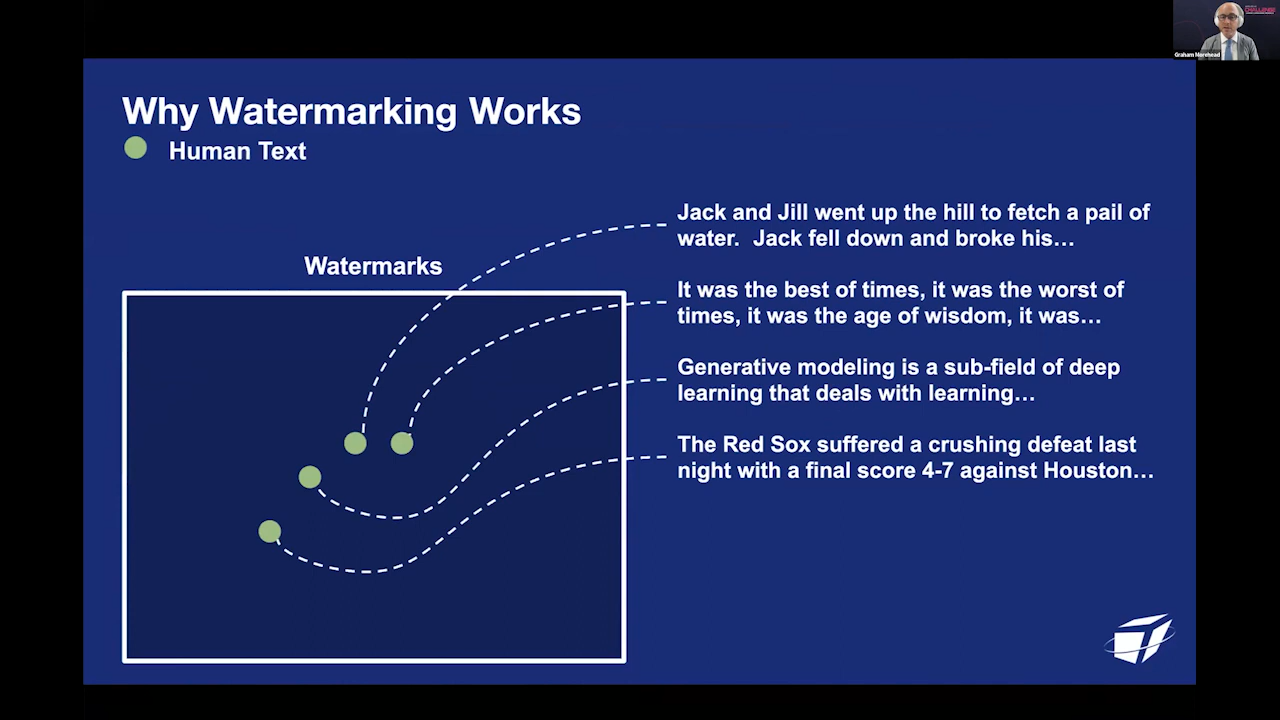 CHALLENGE
Graham Morehead
Why Watermarking Works
Human Text
Watermarks
Jack and Jill went up the hill to fetch a pail of
water.  Jack fell down and broke his…
It was the best of times, it was the worst of
times, it was the age of wisdom, it was…
Generative modeling is a sub-field of deep
learning that deals with learning…
The Red Sox suffered a crushing defeat last
night with a final score 4-7 against Houston…